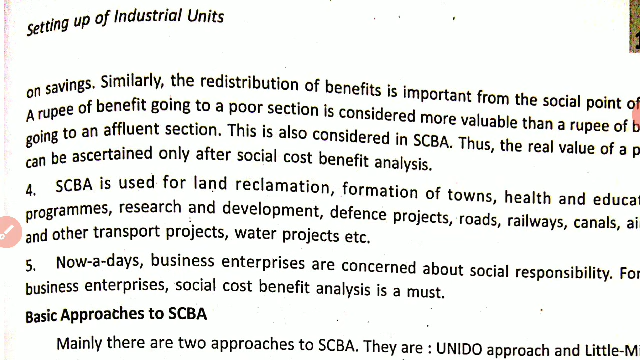 Setting up of Industrial Units
on savings. Similarly, the redistribution of benefits is important from the social point of
A rupee of benefit going to a poor section is considered more valuable than a rupee of
going to an affluent section. This is also considered in SCBA. Thus, the real value of a
can be ascertained only after social cost benefit analysis.
4. SCBA is used for land reclamation, formation of towns, health and
programmes, research and development, defence projects, roads, railways, canals,
and other transport projects, water projects etc.
5. Now-a-days, business enterprises are concerned about social responsibility. For
business enterprises, social cost benefit analysis is a must.
Basic Approaches to SCBA
Mainly there are two approaches to SCBA. They are : UNIDO approach and